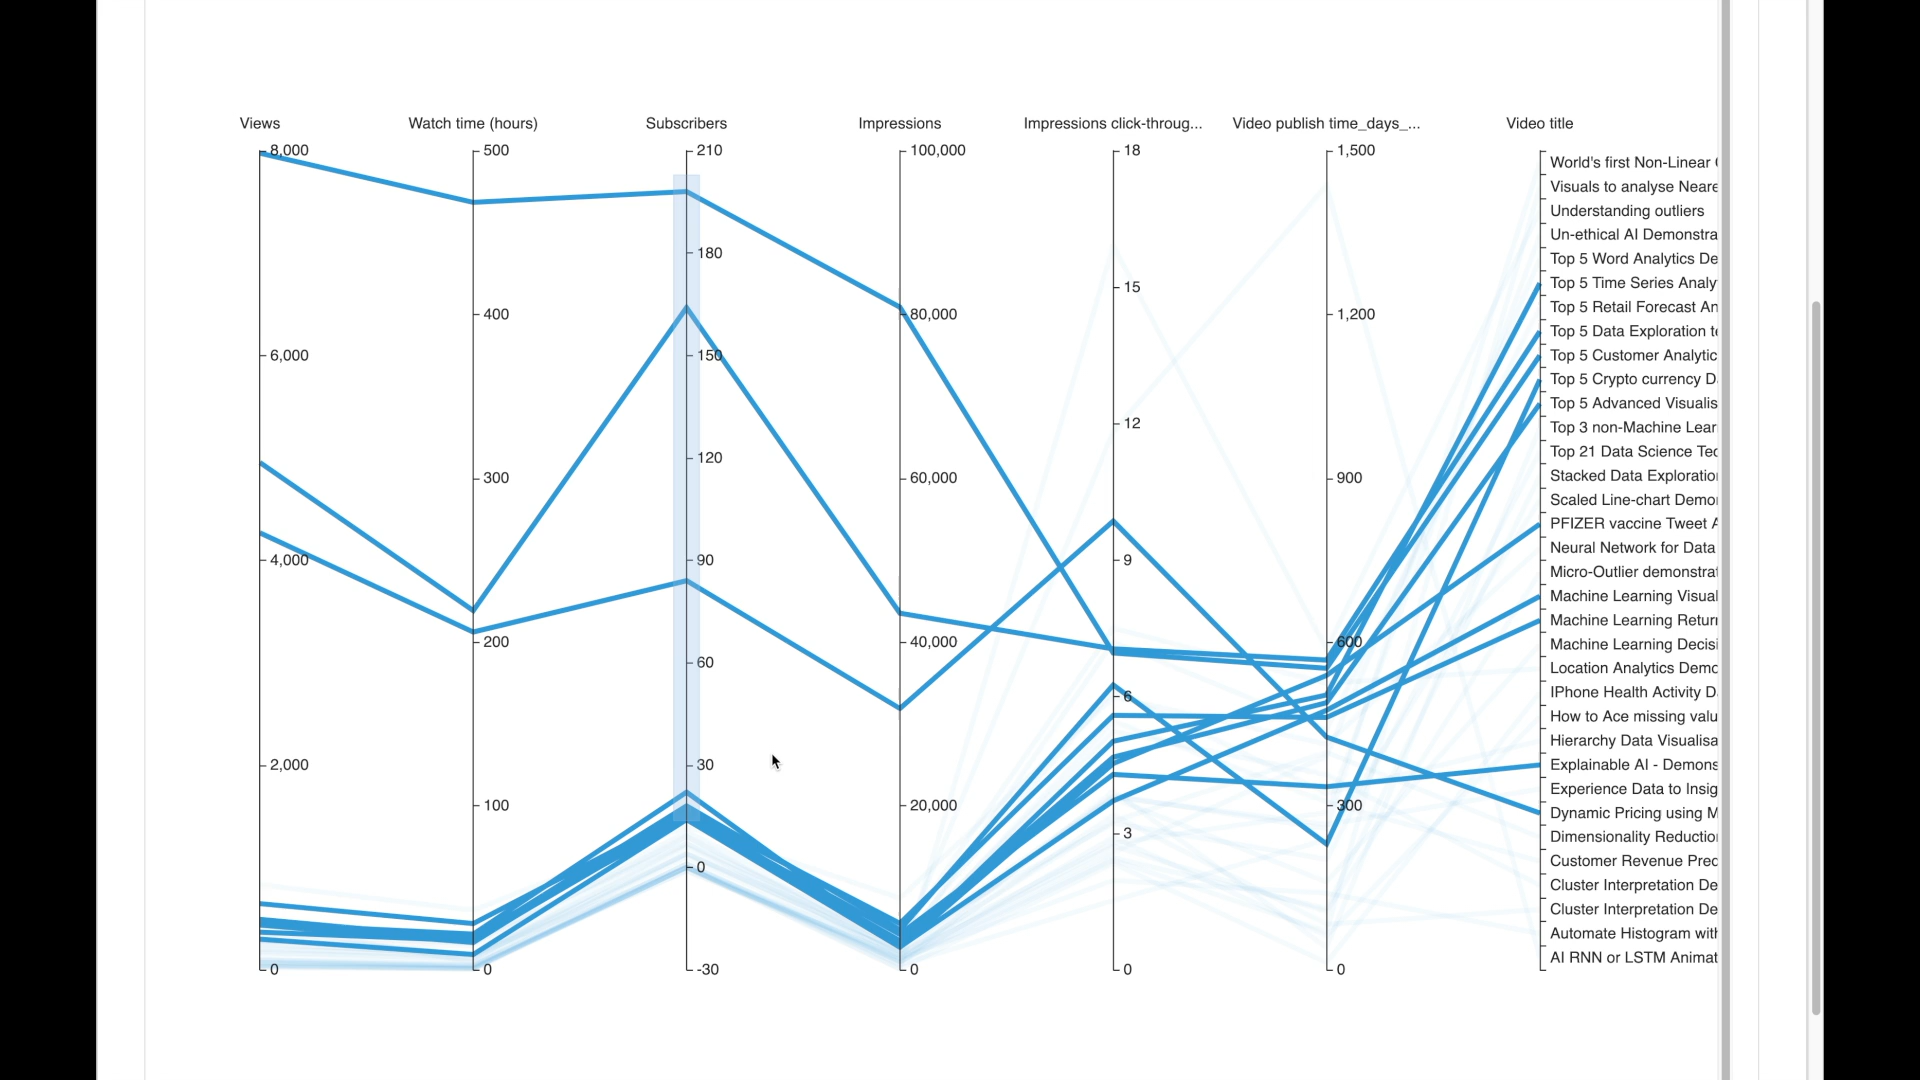 Views
Watch time (hours)
Subscribers
Impressions
Impressions click-throug...
Video publish time_days_...
Video title
8,000
6,000
4,000
2,000
0
500
400
300
200
100
0
210
180
150
120
90
60
30
0
-30
100,000
80,000
60,000
40,000
20,000
0
18
15
12
9
6
3
0
1,500
1,200
900
600
300
0
World's first Non-Linear
Visuals to analyse Neare
Understanding outliers
Un-ethical AI Demonstra
Top 5 Word Analytics De
Top 5 Time Series Analy
Top 5 Retail Forecast An
Top 5 Data Exploration te
Top 5 Customer Analytic
Top 5 Crypto currency D
Top 5 Advanced Visualis
Top 3 non-Machine Lear
Top 21 Data Science Tec
Stacked Data Exploration
Scaled Line-chart Demor
PFIZER vaccine Tweet A
Neural Network for Data
Micro-Outlier demonstrat
Machine Learning Visual
Machine Learning Return
Machine Learning Decisi
Location Analytics Demo
IPhone Health Activity D
How to Ace missing valu
Hierarchy Data Visualisa
Explainable AI - Demons
Experience Data to Insig
Dynamic Pricing using M
Dimensionality Reduction
Customer Revenue Pred
Cluster Interpretation De
Cluster Interpretation De
Automate Histogram with
AI RNN or LSTM Animat